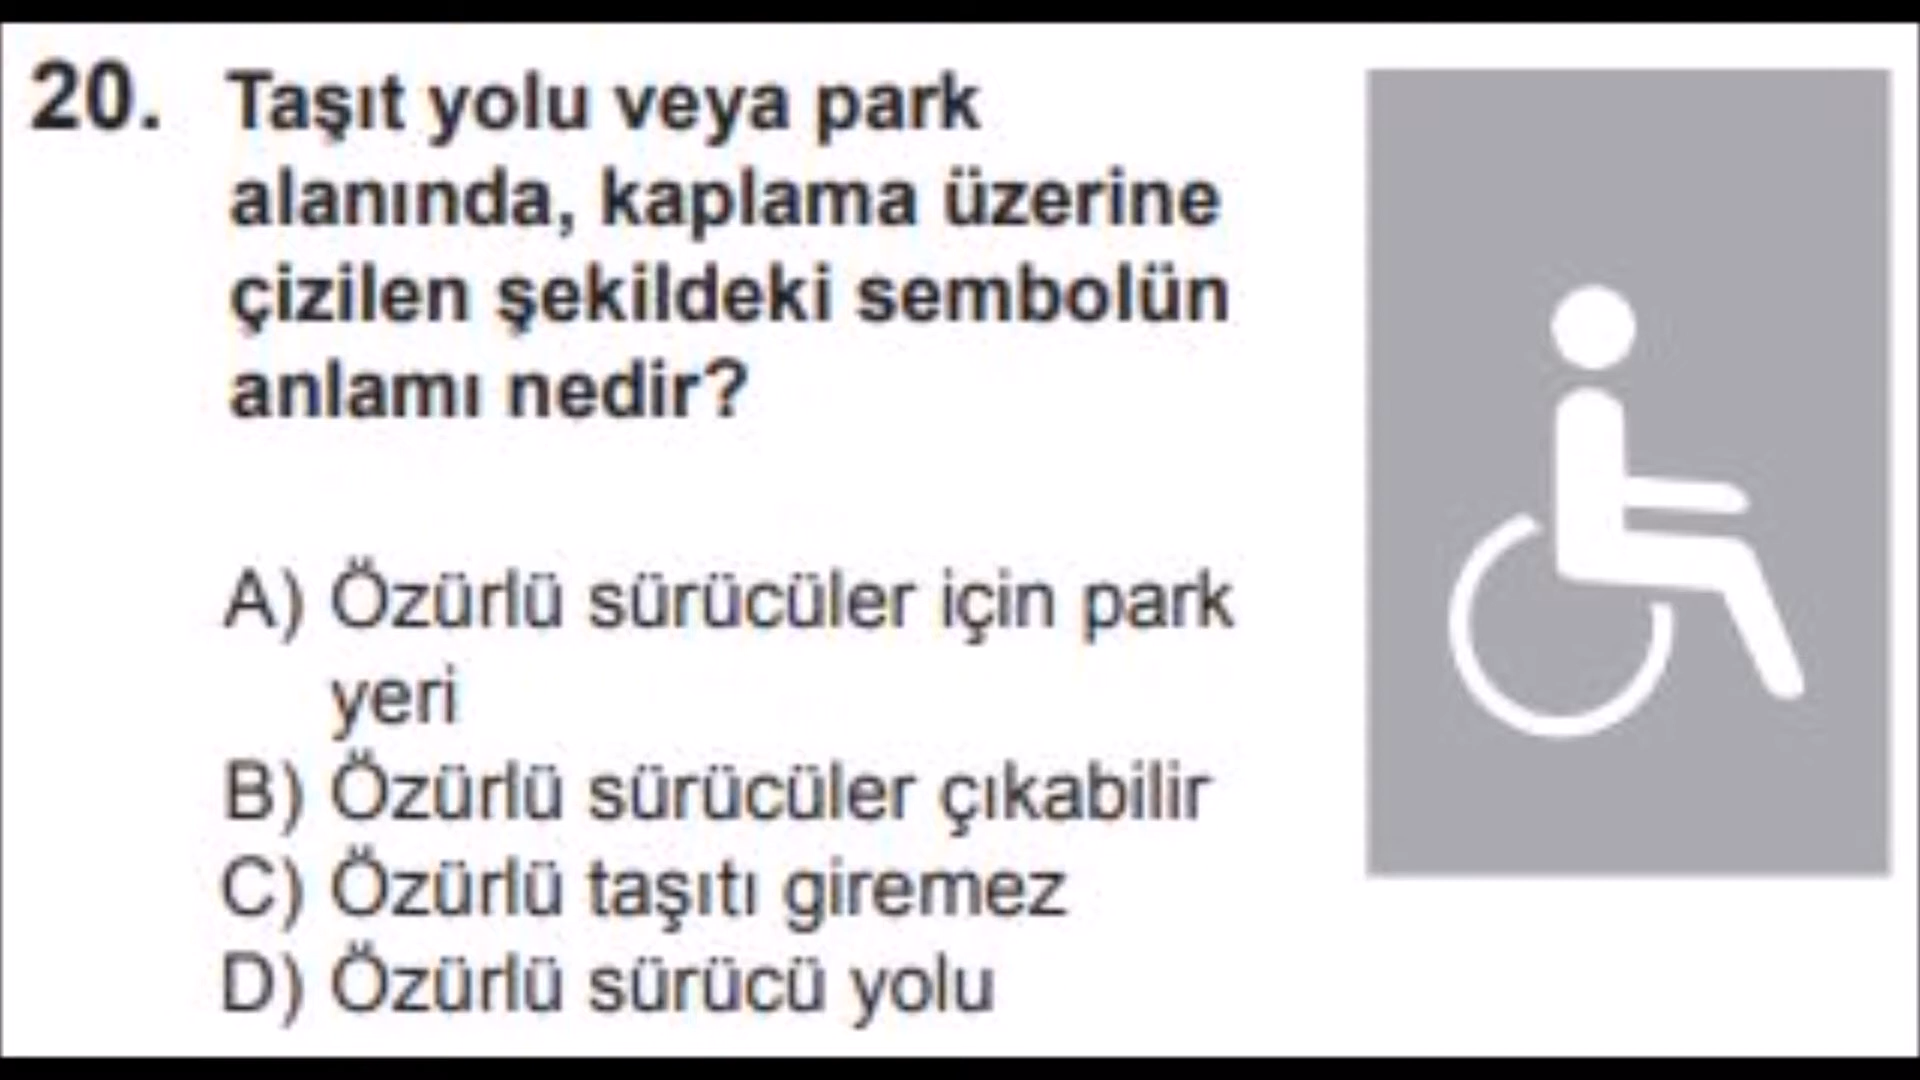 20. Taşıt yolu veya park
alanında, kaplama üzerine
çizilen şekildeki sembolün
anlamı nedir?
A) Özürlü sürücüler için park
yeri
B) Özürlü sürücüler çıkabilir
C) Özürlü taşıtı giremez
D) Özürlü sürücü yolu